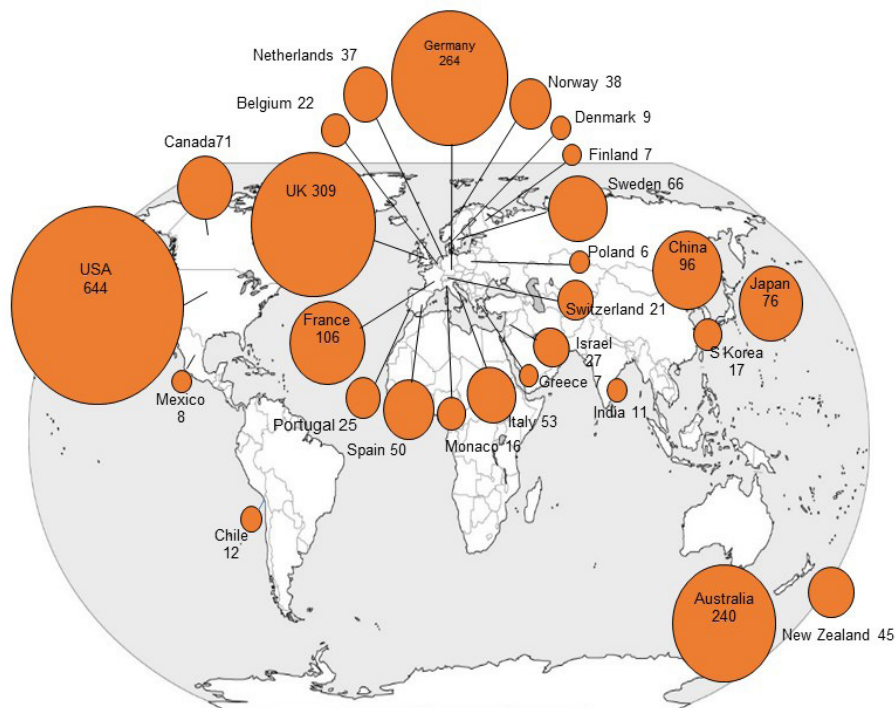 Germany
264
Netherlands 37
Norway 38
Belgium 22
Denmark 9
Canada71
Finland 7
UK 309
Sweden 66
Poland 6
China
96
USA
644
Japan
76
Switzerland 21
France
106
Israel
27
S Korea
17
Greece 7
Mexico
8
India 11
Portugal 25
Italy 53
Spain 50
Monaco 16
Chile
12
Australia
240
New Zealand 45